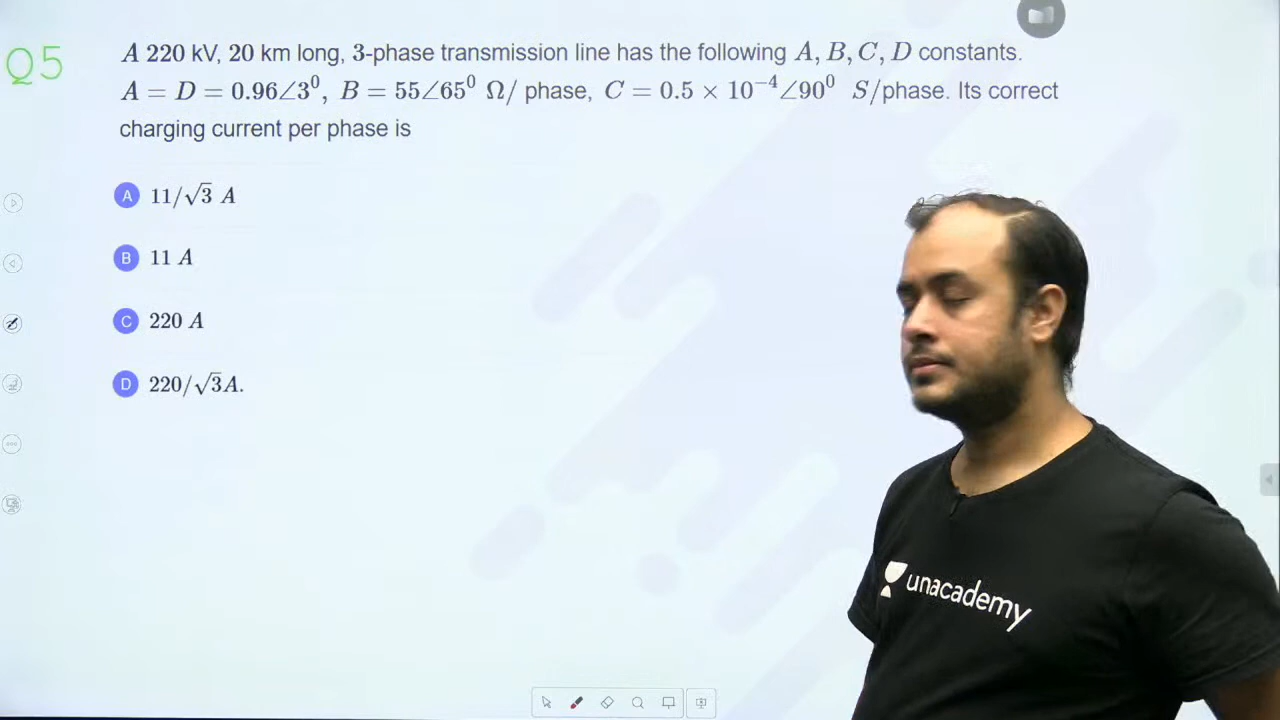 Q5
A 220 kV, 20 km long, 3-phase transmission line has the following A, B, C, D constants.
A = D = 0.96∠3⁰, B = 55∠65⁰ Ω/ phase, C = 0.5 × 10⁻⁴∠90⁰ S/phase. Its correct
charging current per phase is
A 11/√3 A
B 11 A
C 220 A
D 220/√3A.
unacademy